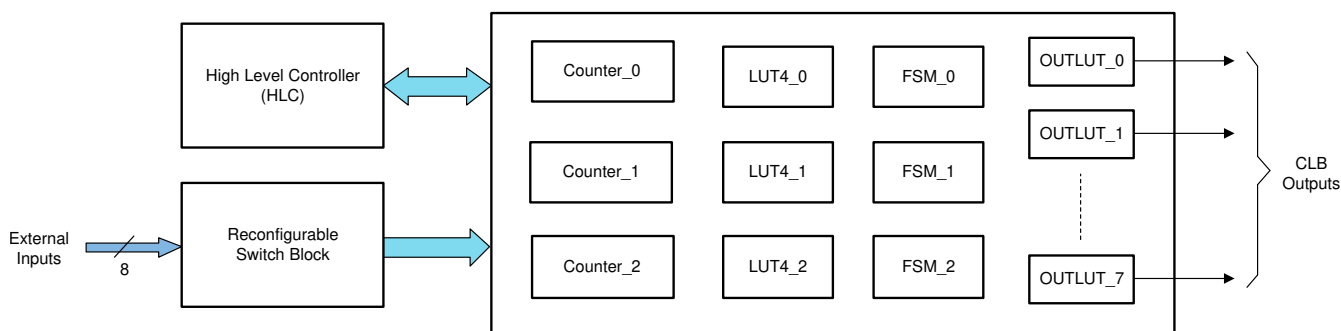 High Level Controller
(HLC)
Counter_0
LUT4_0
FSM_0
OUTLUT_0
OUTLUT_1
Counter_1
LUT4_1
FSM_1
CLB
Outputs
External
Inputs
8
Reconfigurable
Switch Block
Counter_2
LUT4_2
FSM_2
OUTLUT_7